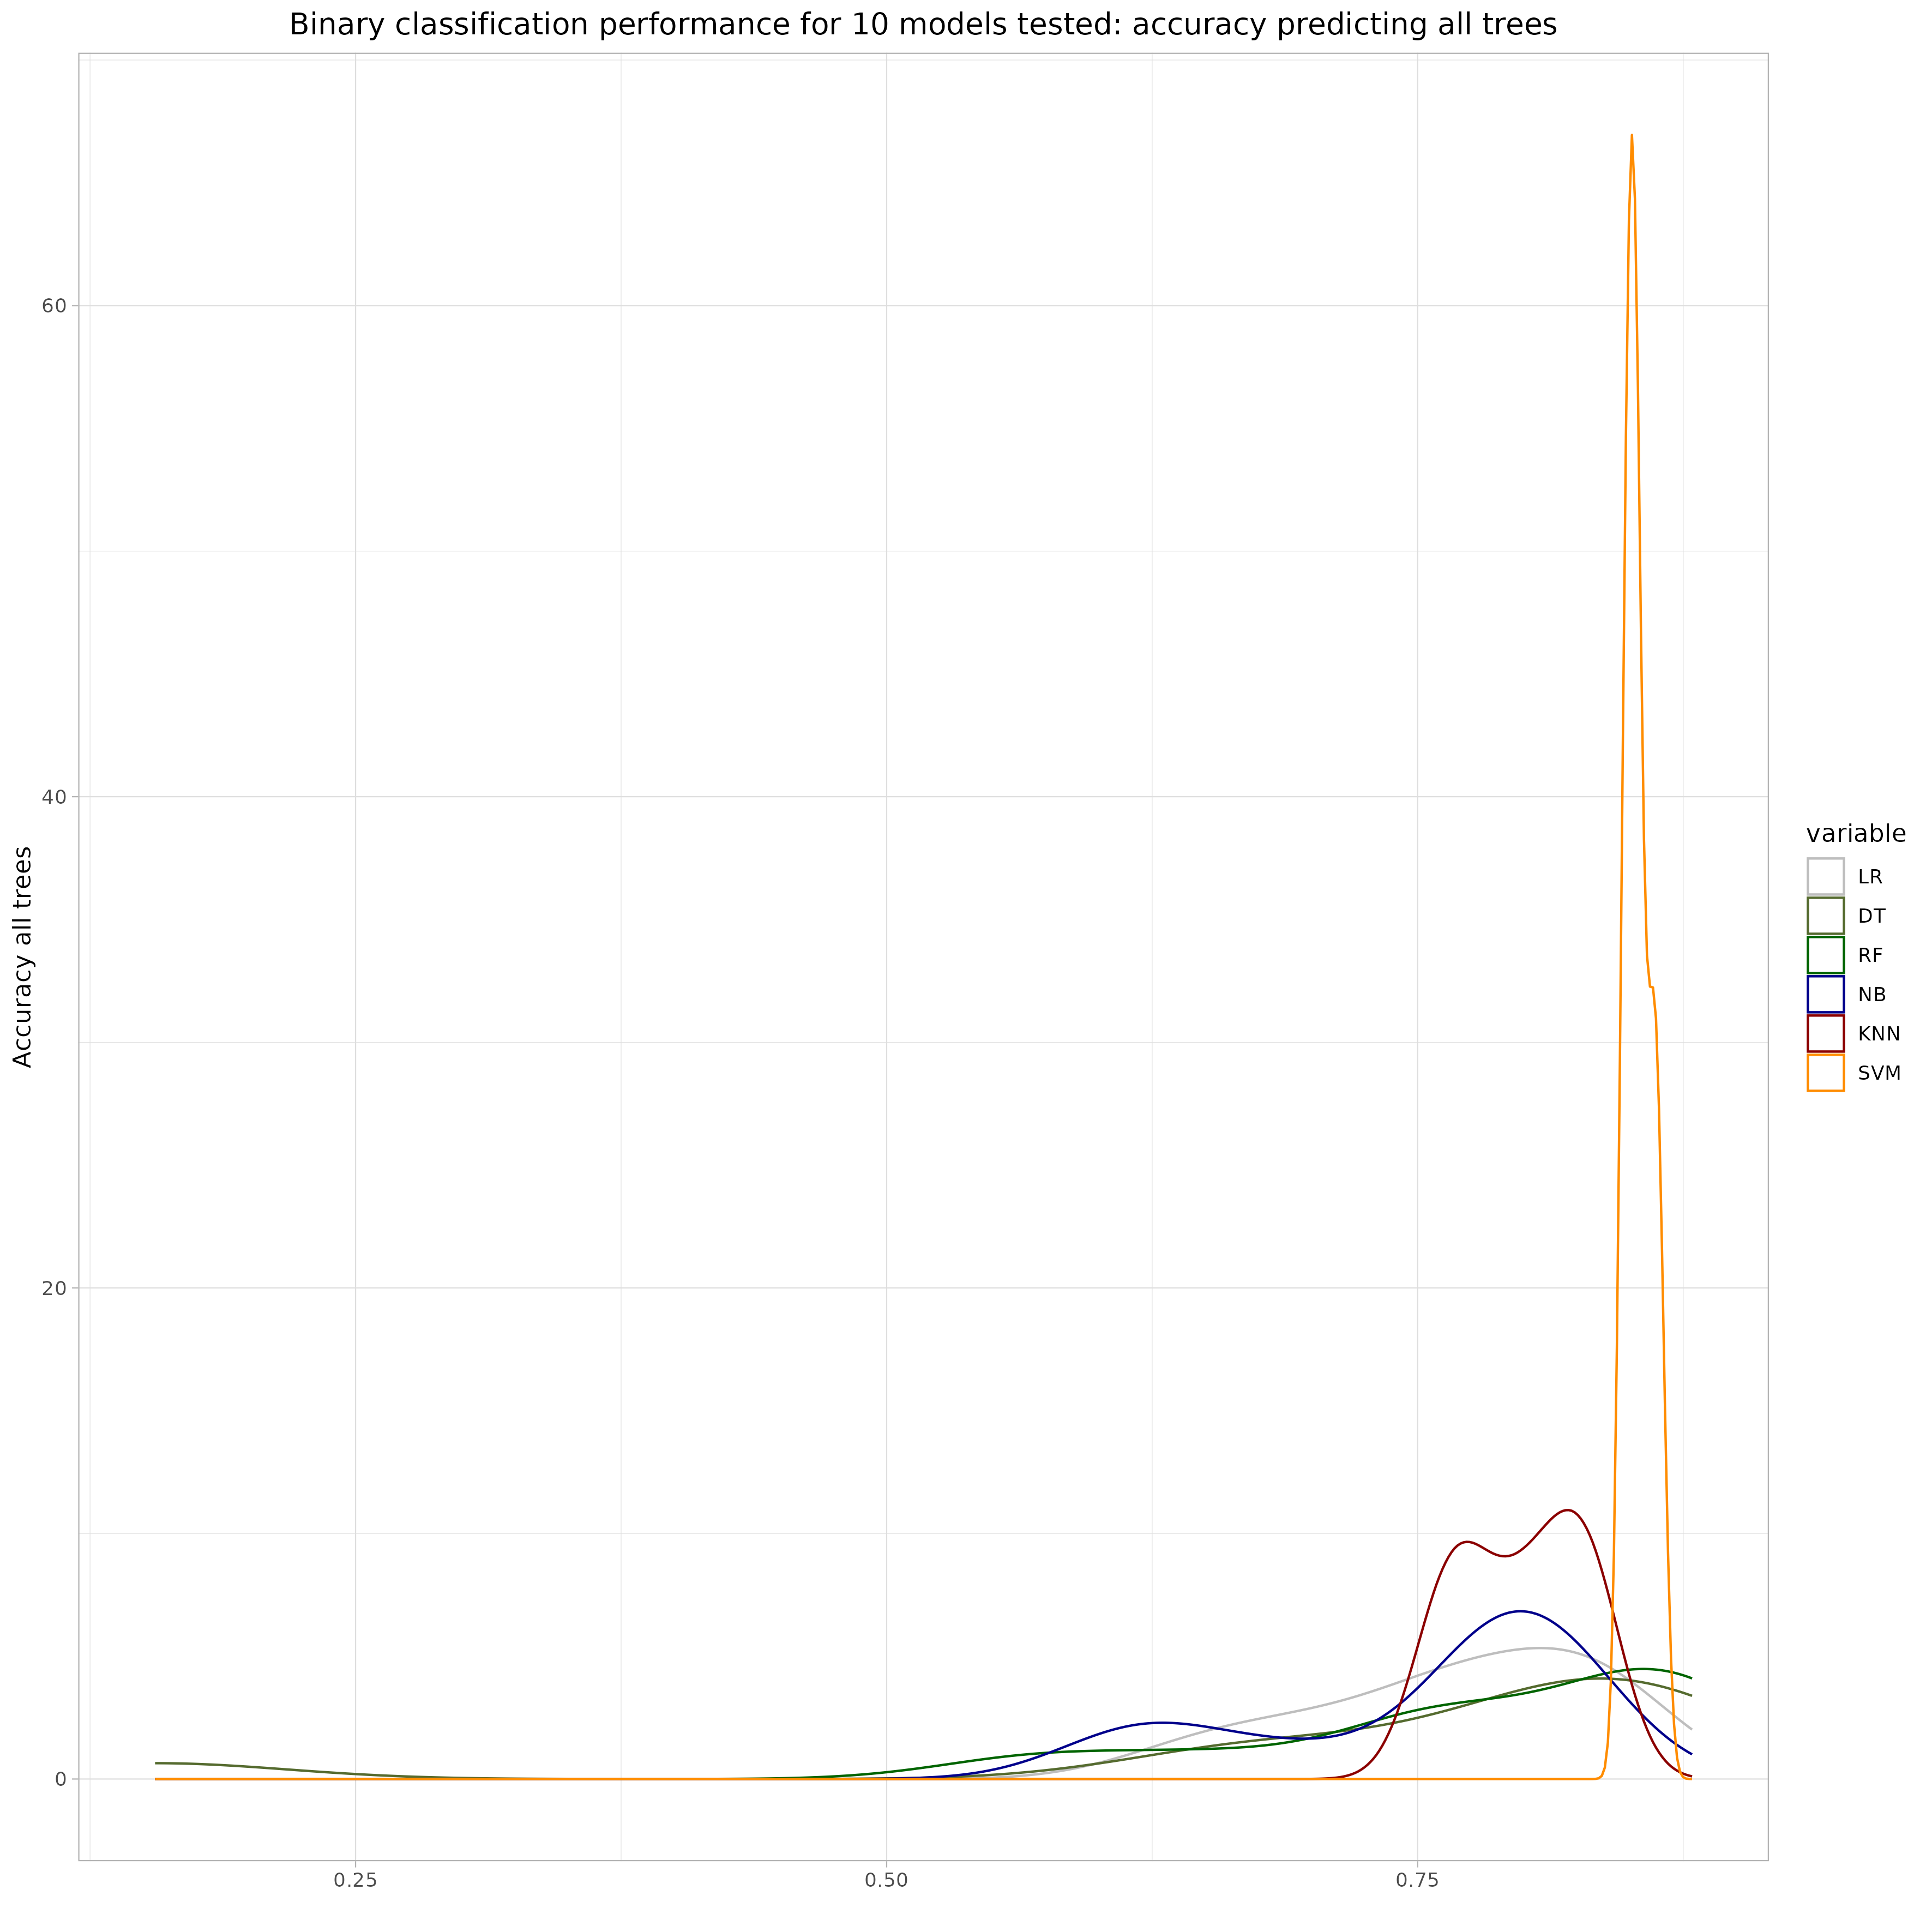 Binary classification performance for 10 models tested: accuracy predicting all trees
60
40
20
0
Accuracy all trees
0.25
0.50
0.75
variable
LR
DT
RF
NB
KNN
SVM